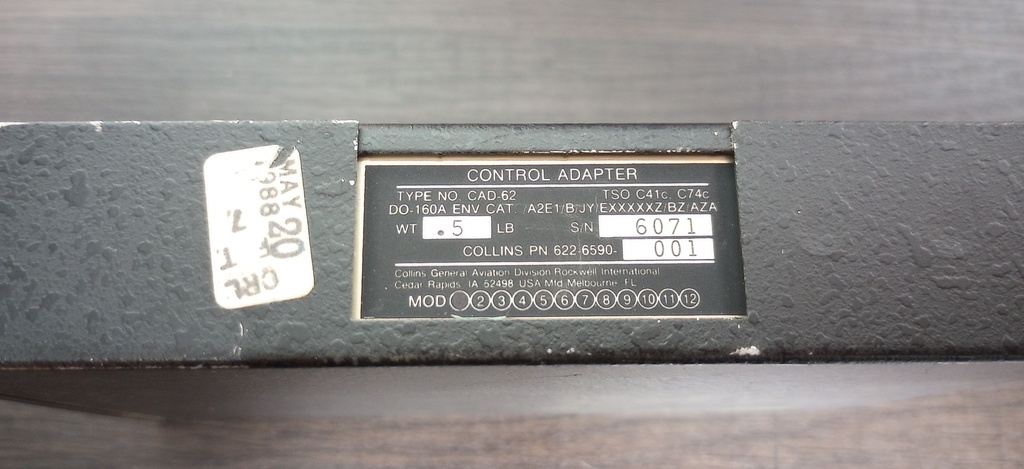 CONTROL ADAPTER
TYPE NO. CAD-62 TSO C41c, C74c
DO-160A ENV CAT. /A2E1/B/JY/EXXXXXZ/BZ/AZA
WT .5 LB S/N 6071
COLLINS PN 622-6590- 001
Collins General Aviation Division Rockwell International
Cedar Rapids, IA 52498 USA Mfd Melbourne, FL
MOD 2 3 4 5 6 7 8 9 10 11 12
MAY 20
CRL